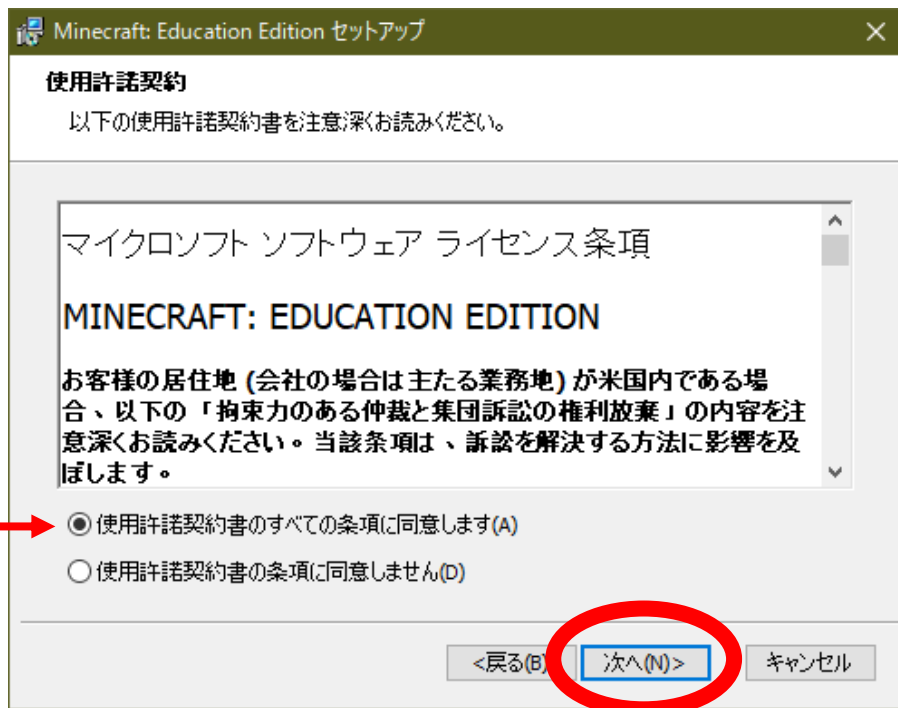 Minecraft: Education Edition セットアップ
使用許諾契約
以下の使用許諾契約書を注意深くお読みください。
マイクロソフト ソフトウェア ライセンス条項
MINECRAFT: EDUCATION EDITION
お客様の居住地 (会社の場合は主たる業務地) が米国内である場
合、以下の「拘束力のある仲裁と集団訴訟の権利放棄」の内容を注
意深くお読みください。当該条項は、訴訟を解決する方法に影響を及
ぼします。
使用許諾契約書のすべての条項に同意します(A)
使用許諾契約書の条項に同意しません(D)
<戻る(B) 次へ(N)> キャンセル